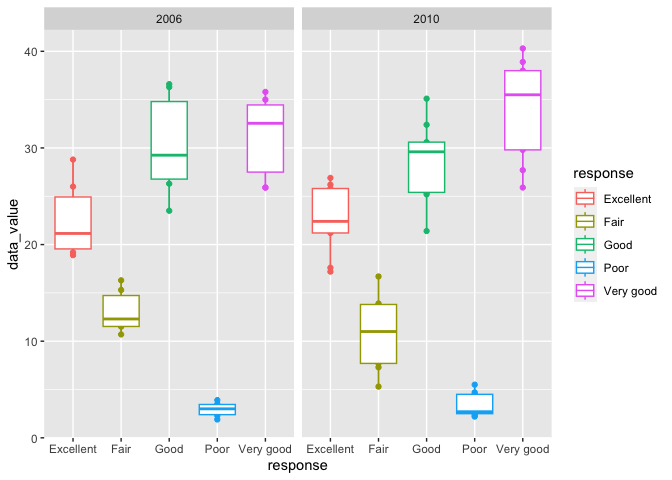 2006
2010
40
30
20
10
0
data_value
Excellent Fair Good Poor Very good
Excellent Fair Good Poor Very good
response
response
Excellent
Fair
Good
Poor
Very good